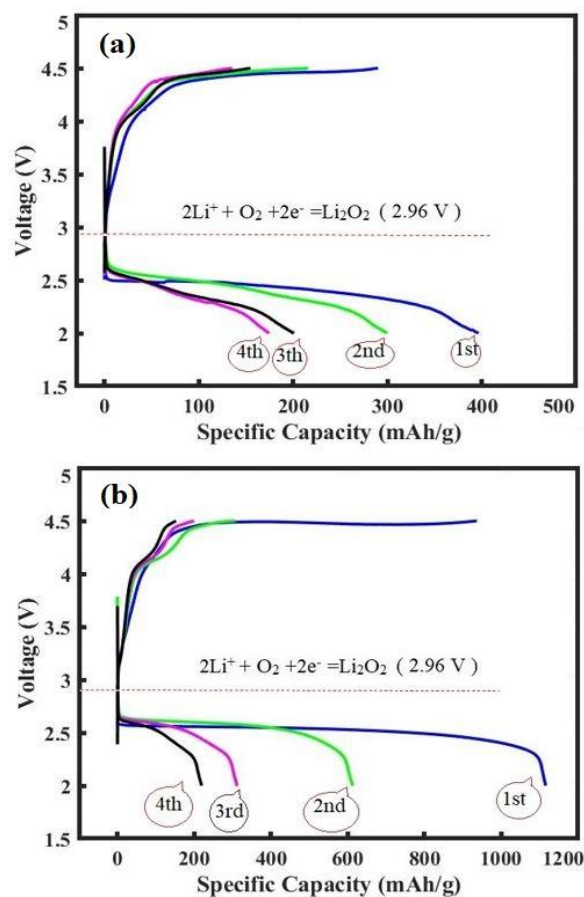 (a)
5
4.5
4
3.5
3
2.5
2
1.5
Voltage (V)
2Li⁺ + O₂ +2e⁻ =Li₂O₂ ( 2.96 V )
4th
3th
2nd
1st
0 100 200 300 400 500
Specific Capacity (mAh/g)
(b)
5
4.5
4
3.5
3
2.5
2
1.5
Voltage (V)
2Li⁺ + O₂ +2e⁻ =Li₂O₂ ( 2.96 V )
4th
3rd
2nd
1st
0 200 400 600 800 1000 1200
Specific Capacity (mAh/g)